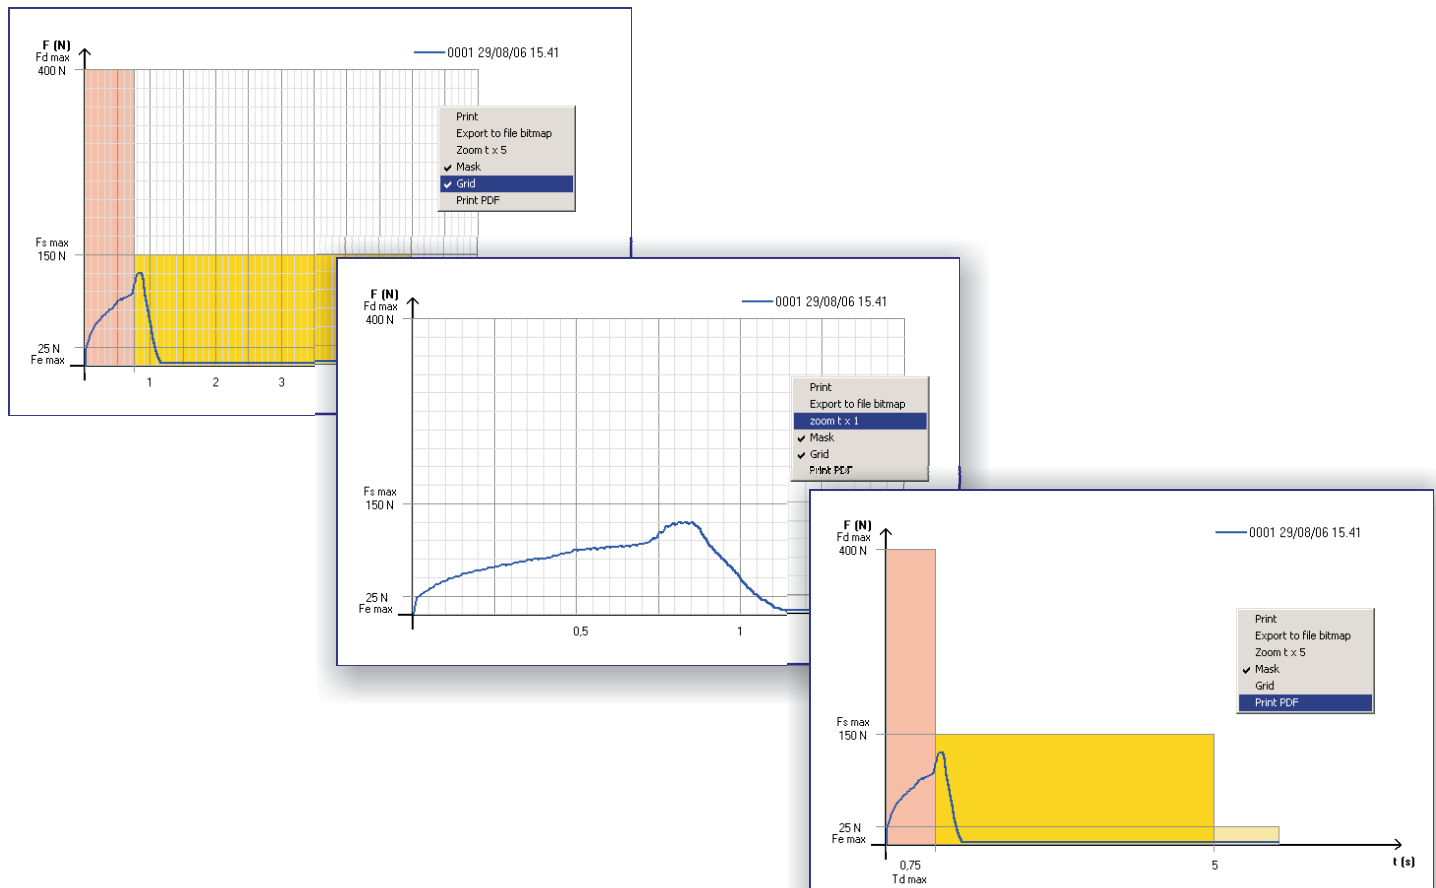 F (N)
Fd max
400 N
0001 29/08/06 15.41
Print
Export to file bitmap
Zoom t x 5
Mask
Grid
Print PDF
Fs max
150 N
25 N
Fe max
1
2
3
F (N)
Fd max
400 N
0001 29/08/06 15.41
Print
Export to file bitmap
zoom t x 1
Mask
Grid
Print PDF
Fs max
150 N
25 N
Fe max
0,5
1
F (N)
Fd max
400 N
0001 29/08/06 15.41
Print
Export to file bitmap
Zoom t x 5
Mask
Grid
Print PDF
Fs max
150 N
25 N
Fe max
0,75
Td max
5
t (s)